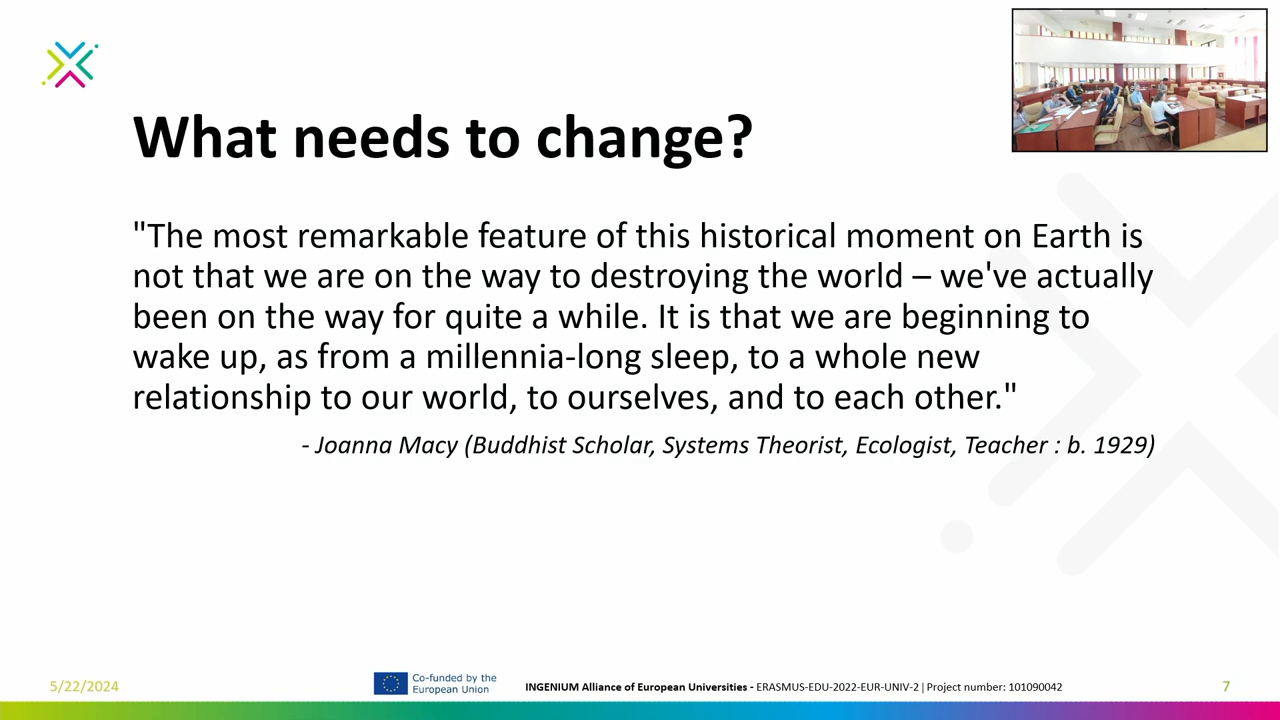 What needs to change?
"The most remarkable feature of this historical moment on Earth is
not that we are on the way to destroying the world – we've actually
been on the way for quite a while. It is that we are beginning to
wake up, as from a millennia-long sleep, to a whole new
relationship to our world, to ourselves, and to each other."
- Joanna Macy (Buddhist Scholar, Systems Theorist, Ecologist, Teacher : b. 1929)
5/22/2024
Co-funded by the
European Union
INGENIUM Alliance of European Universities - ERASMUS-EDU-2022-EUR-UNIV-2 | Project number: 101090042
7